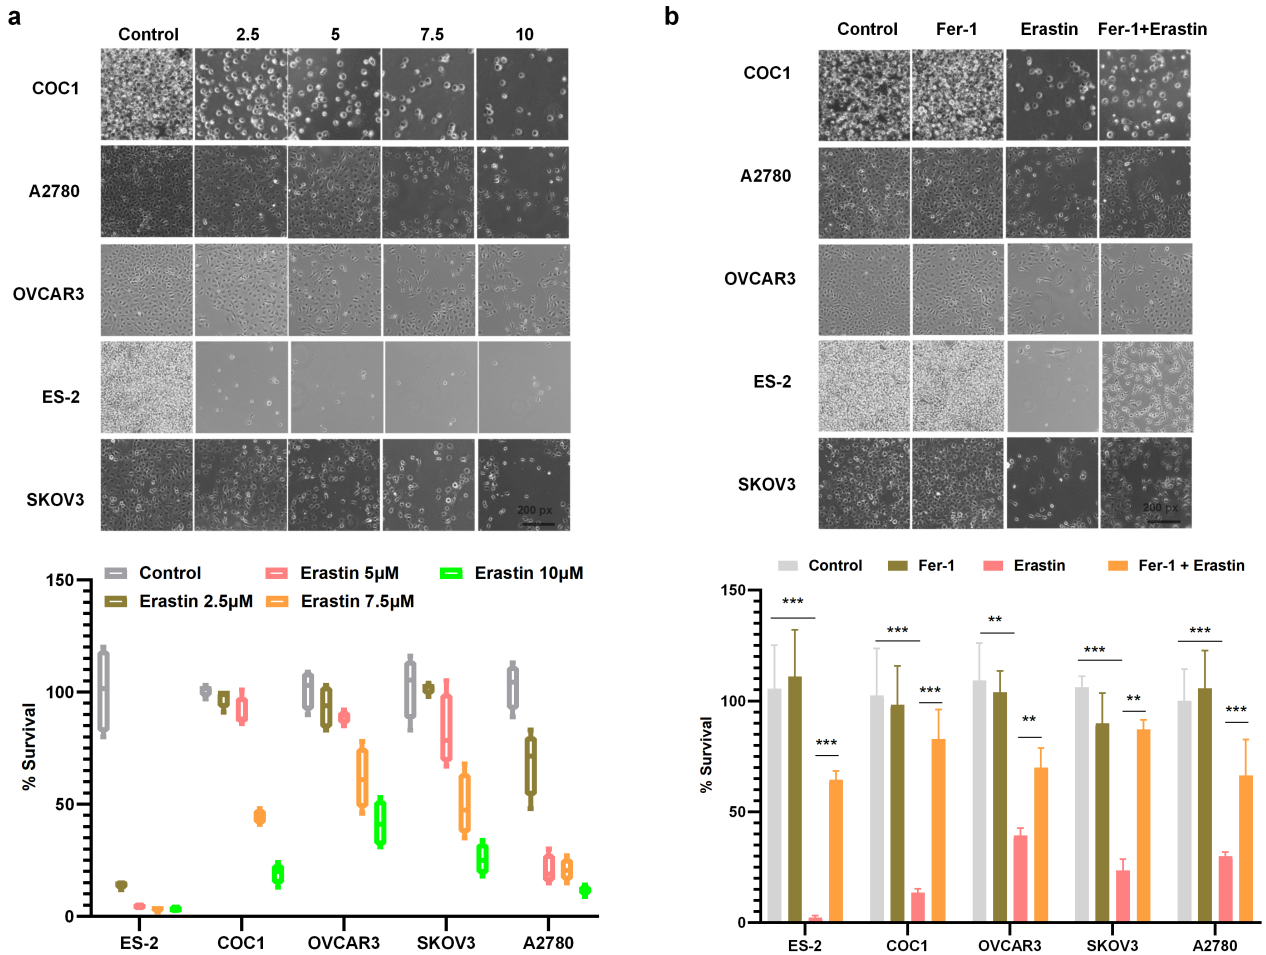 a
Control 2.5 5 7.5 10
COC1
A2780
OVCAR3
ES-2
SKOV3
200 px
Control Erastin 5μM Erastin 10μM
Erastin 2.5μM Erastin 7.5μM
% Survival
150
100
50
0
ES-2 COC1 OVCAR3 SKOV3 A2780
b
Control Fer-1 Erastin Fer-1+Erastin
COC1
A2780
OVCAR3
ES-2
SKOV3
200 px
Control Fer-1 Erastin Fer-1 + Erastin
% Survival
150
100
50
0
*** *** ** *** ***
*** *** ** ** ***
ES-2 COC1 OVCAR3 SKOV3 A2780